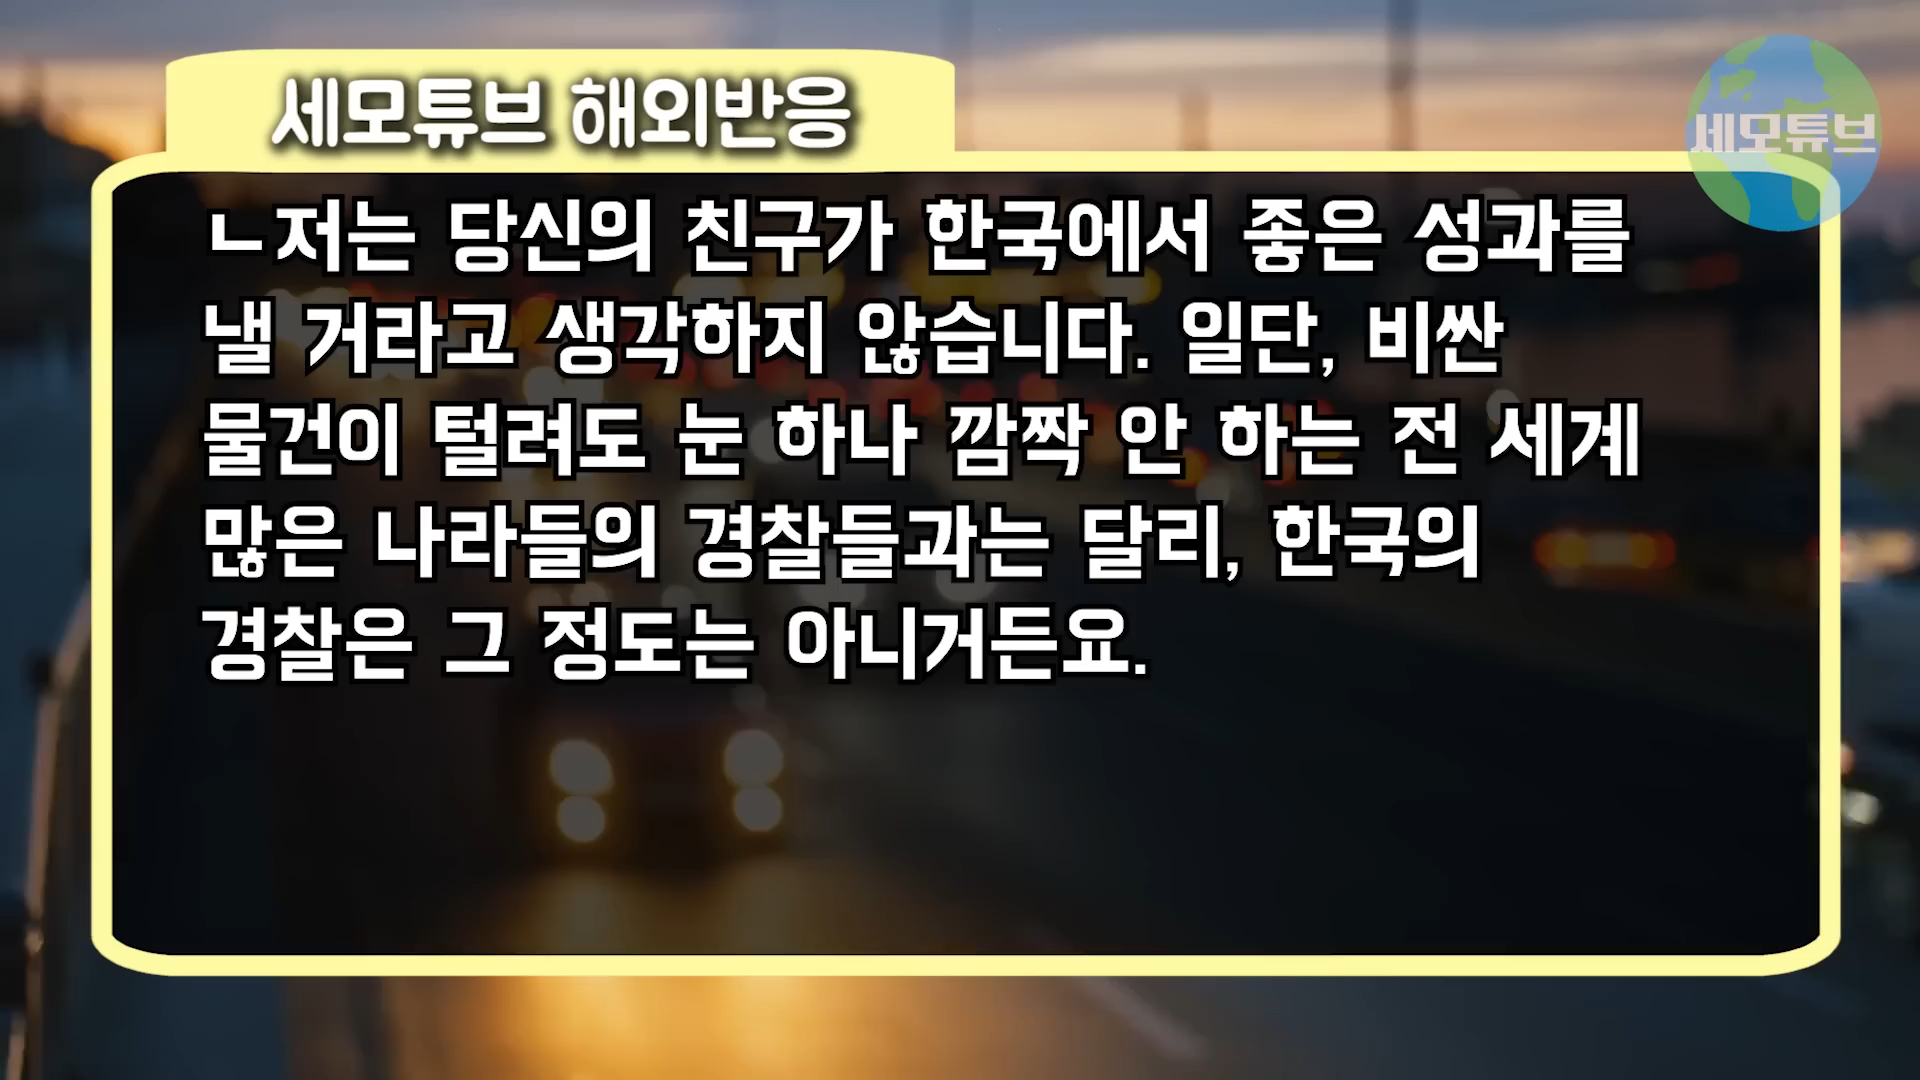 세모튜브 해외반응
세모튜브
ㄴ저는 당신의 친구가 한국에서 좋은 성과를
낼 거라고 생각하지 않습니다. 일단, 비싼
물건이 털려도 눈 하나 깜짝 안 하는 전 세계
많은 나라들의 경찰들과는 달리, 한국의
경찰은 그 정도는 아니거든요.